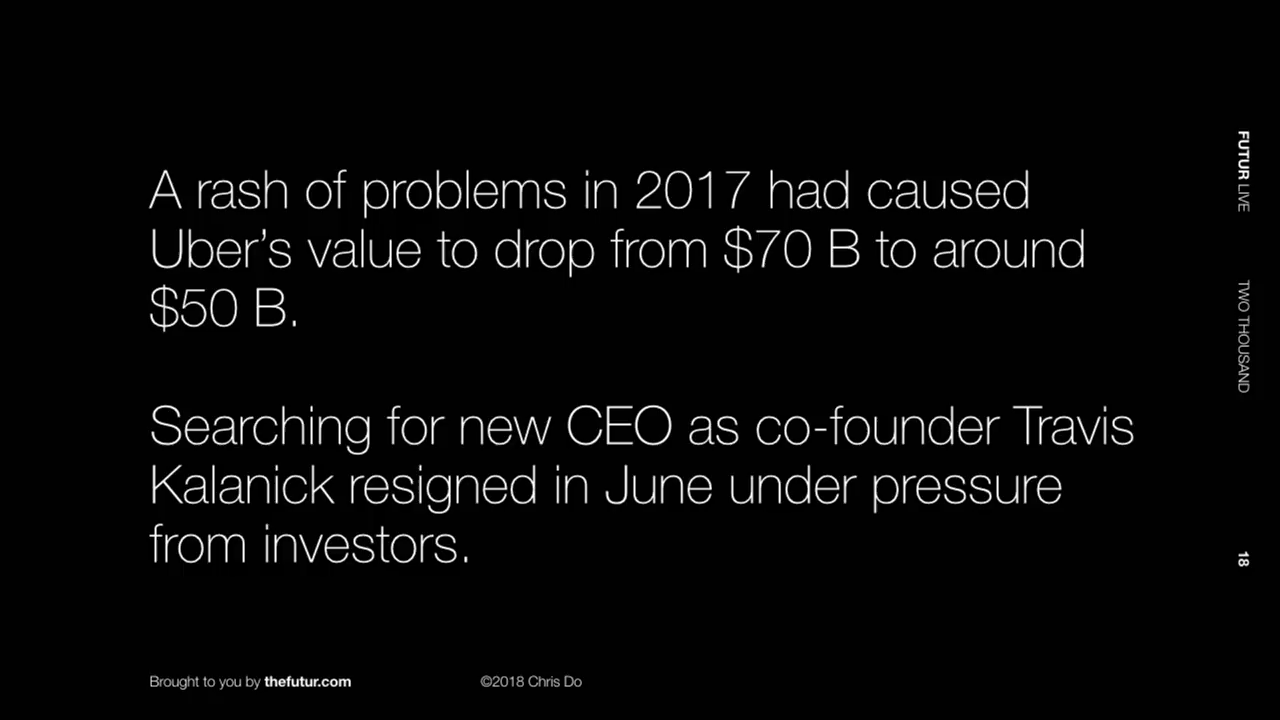 A rash of problems in 2017 had caused
Uber’s value to drop from $70 B to around
$50 B.
Searching for new CEO as co-founder Travis
Kalanick resigned in June under pressure
from investors.
FUTUR LIVE
TWO THOUSAND
18
Brought to you by thefutur.com
©2018 Chris Do